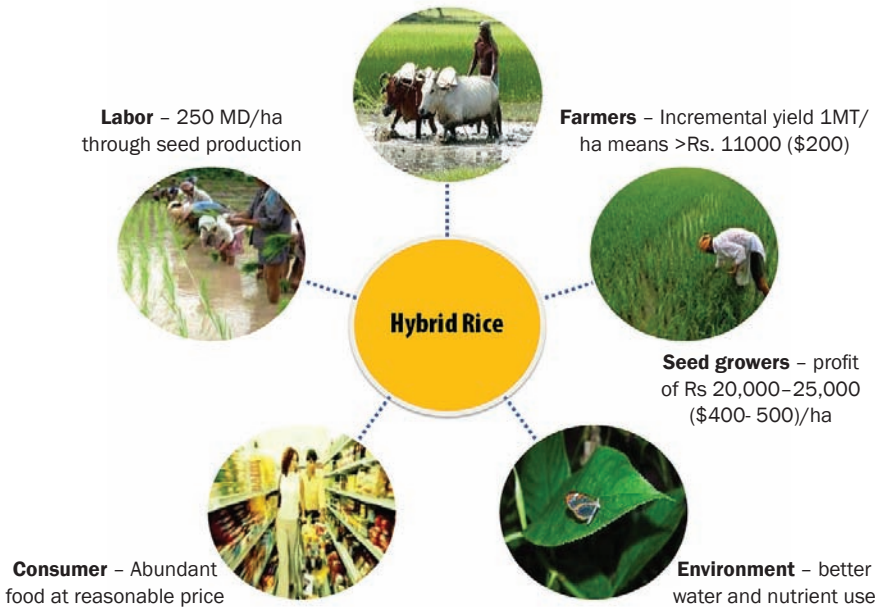 Labor – 250 MD/ha
through seed production
Farmers – Incremental yield 1MT/
ha means >Rs. 11000 ($200)
Hybrid Rice
Seed growers – profit
of Rs 20,000–25,000
($400- 500)/ha
Consumer – Abundant
food at reasonable price
Environment – better
water and nutrient use